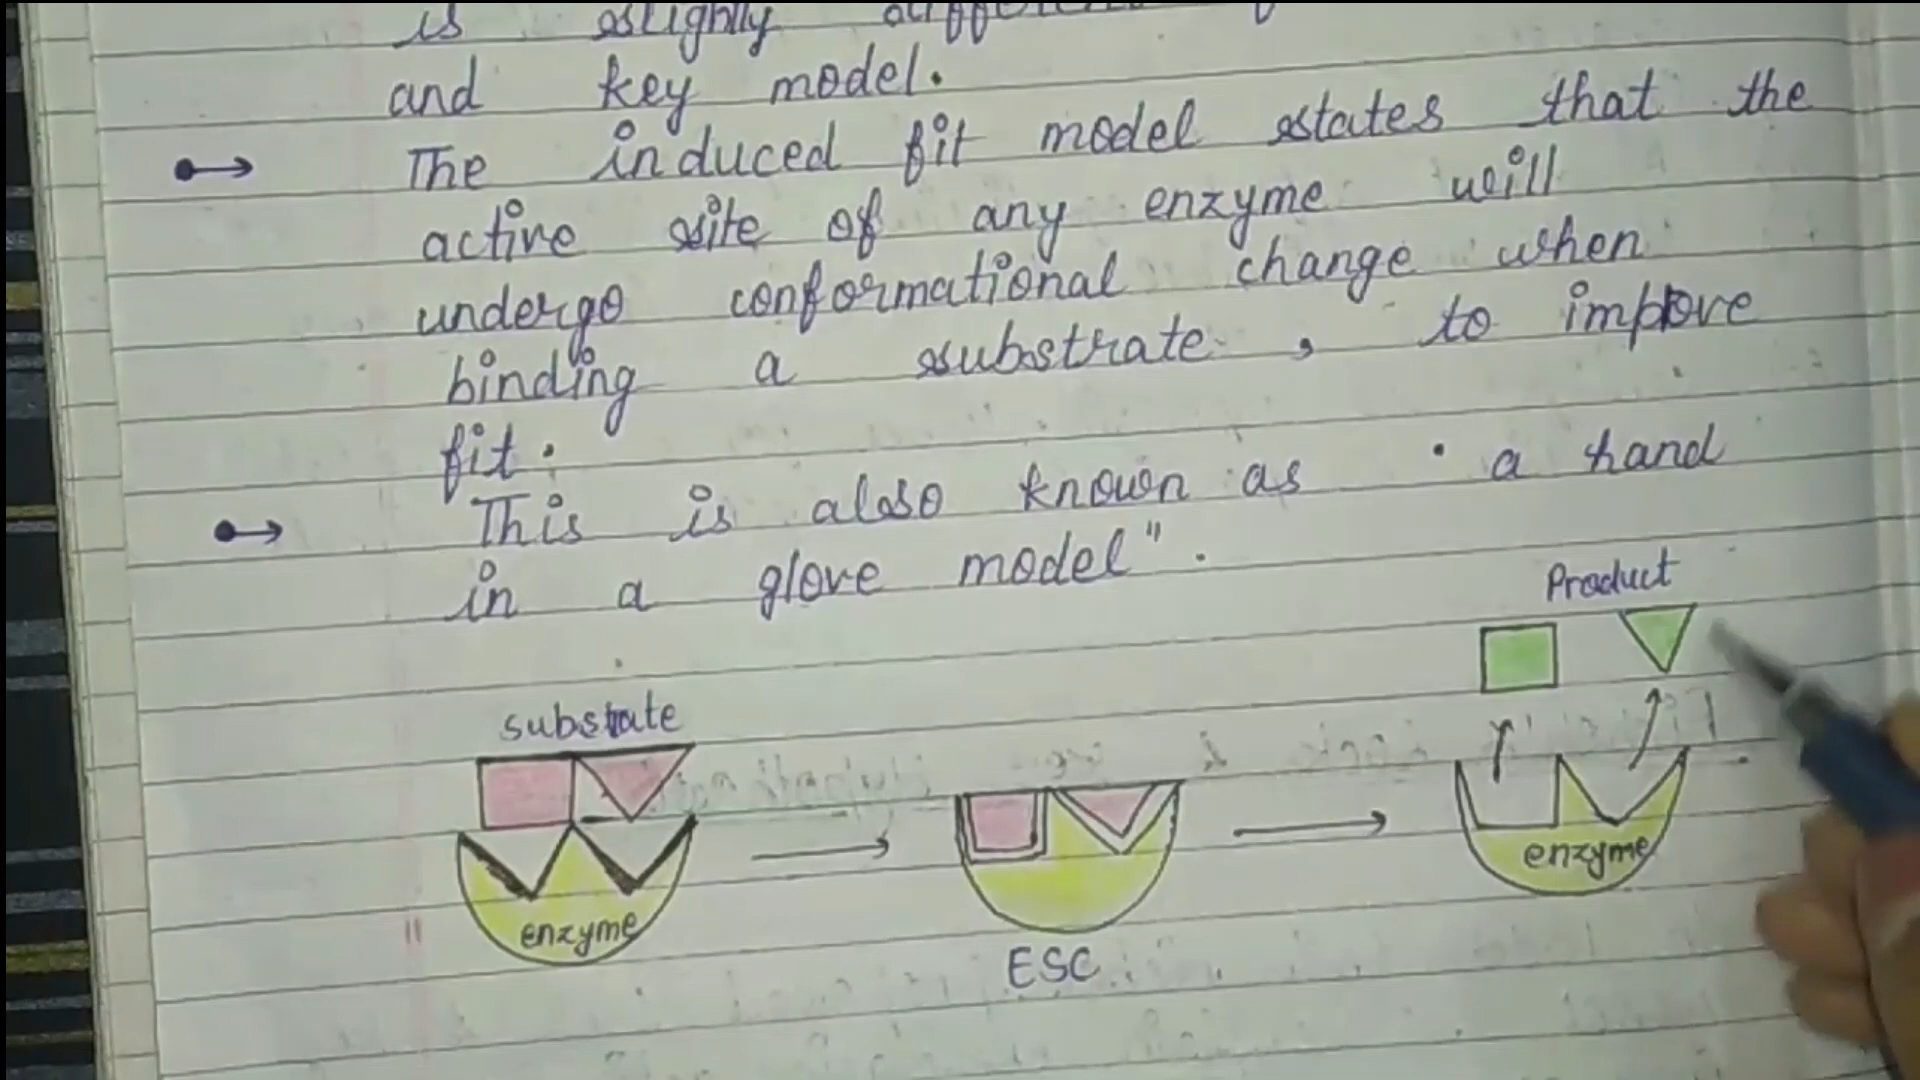 is slightly
and key model.
The induced fit model states that the
active site of any enzyme will
undergo conformational change when
binding a substrate, to improve
fit.
This is also known as " a hand
in a glove model".
Product
substrate
enzyme
enzyme
ESC